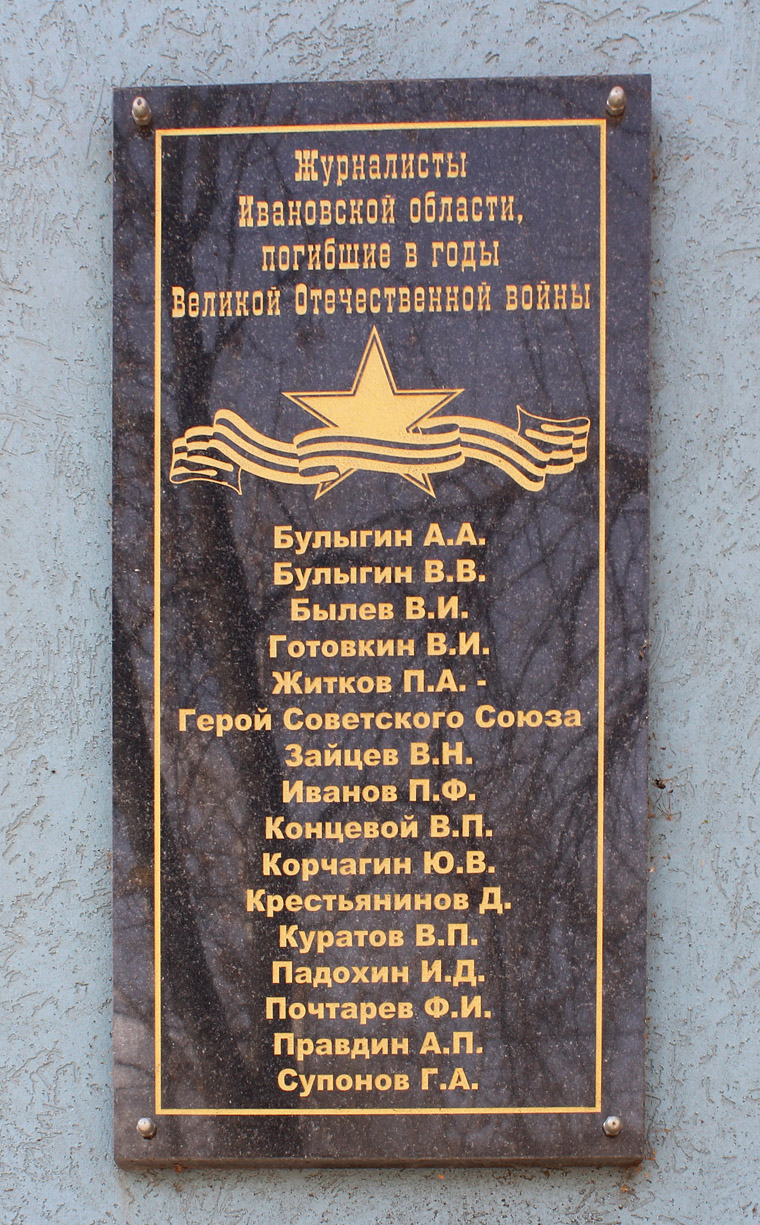 Журналисты
Ивановской области,
погибшие в годы
Великой Отечественной войны
Булыгин А.А.
Булыгин В.В.
Былев В.И.
Готовкин В.И.
Житков П.А. -
Герой Советского Союза
Зайцев В.Н.
Иванов П.Ф.
Концевой В.П.
Корчагин Ю.В.
Крестьянинов Д.
Куратов В.П.
Падохин И.Д.
Почтарев Ф.И.
Правдин А.П.
Супонов Г.А.